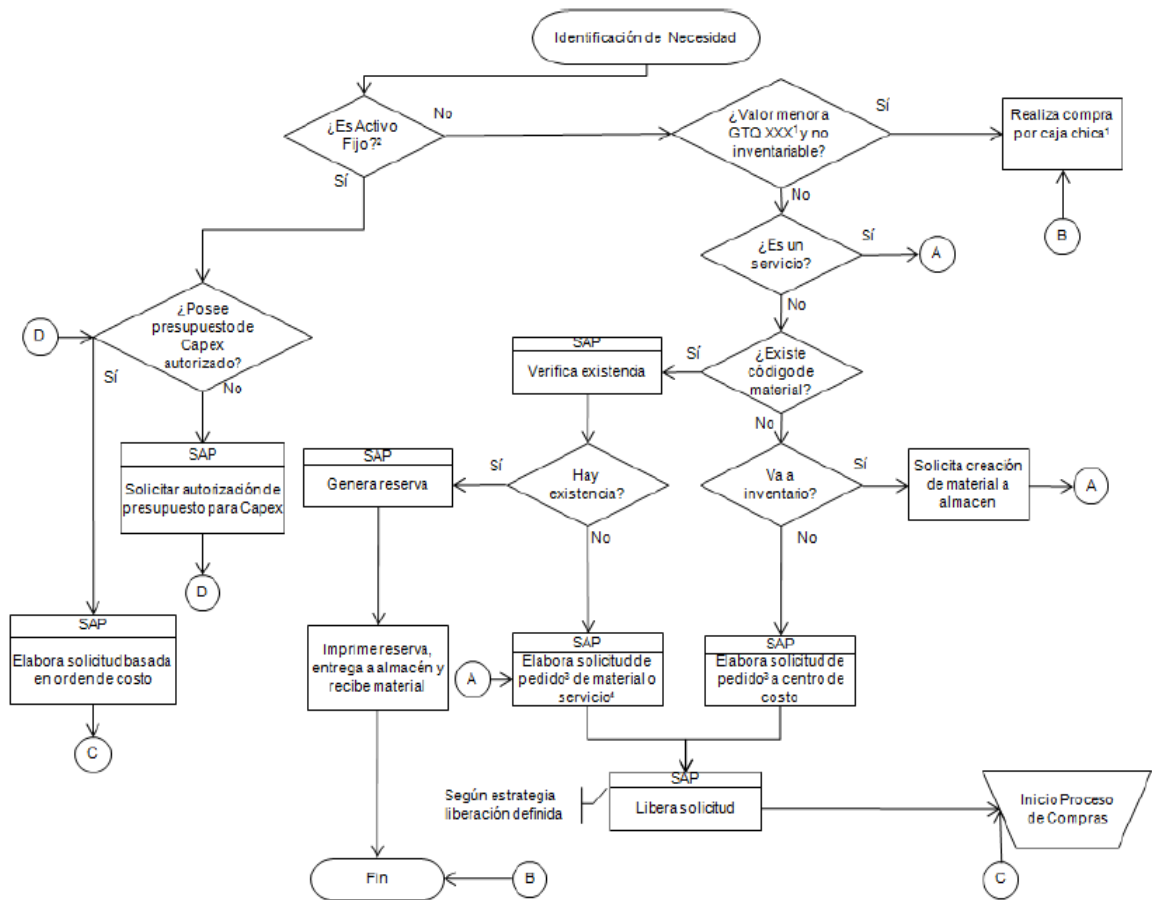 Identificación de Necesidad
¿Es Activo
Fijo?²
No
Sí
¿Valor menor a
GTQ XXX¹ y no
inventariable?
Sí
No
Realiza compra
por caja chica¹
B
¿Es un
servicio?
Sí
A
No
D
¿Posee
presupuesto de
Capex
autorizado?
Sí
No
SAP
Verifica existencia
Sí
¿Existe
código de
material?
No
SAP
Solicitar autorización de
presupuesto para Capex
D
SAP
Genera reserva
Sí
Hay
existencia?
No
Va a
inventario?
Sí
No
Solicita creación
de material a
almacen
A
SAP
Elabora solicitud basada
en orden de costo
C
Imprime reserva,
entrega a almacén y
recibe material
A
SAP
Elabora solicitud de
pedido³ de material o
servicio⁴
SAP
Elabora solicitud de
pedido³ a centro de
costo
Según estrategia
liberación definida
SAP
Libera solicitud
Inicio Proceso
de Compras
Fin
B
C